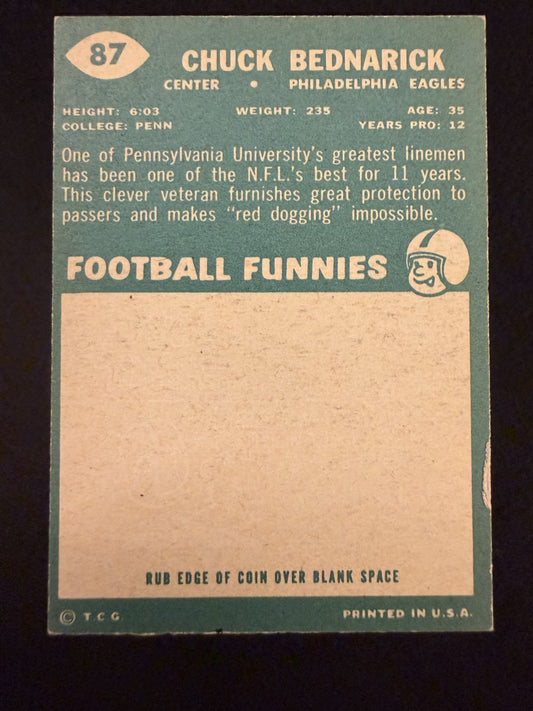 87
CHUCK BEDNARICK
CENTER • PHILADELPHIA EAGLES
HEIGHT: 6:03 WEIGHT: 235 AGE: 35
COLLEGE: PENN YEARS PRO: 12
One of Pennsylvania University's greatest linemen
has been one of the N.F.L.'s best for 11 years.
This clever veteran furnishes great protection to
passers and makes "red dogging" impossible.
FOOTBALL FUNNIES
RUB EDGE OF COIN OVER BLANK SPACE
© T.C.G. PRINTED IN U.S.A.